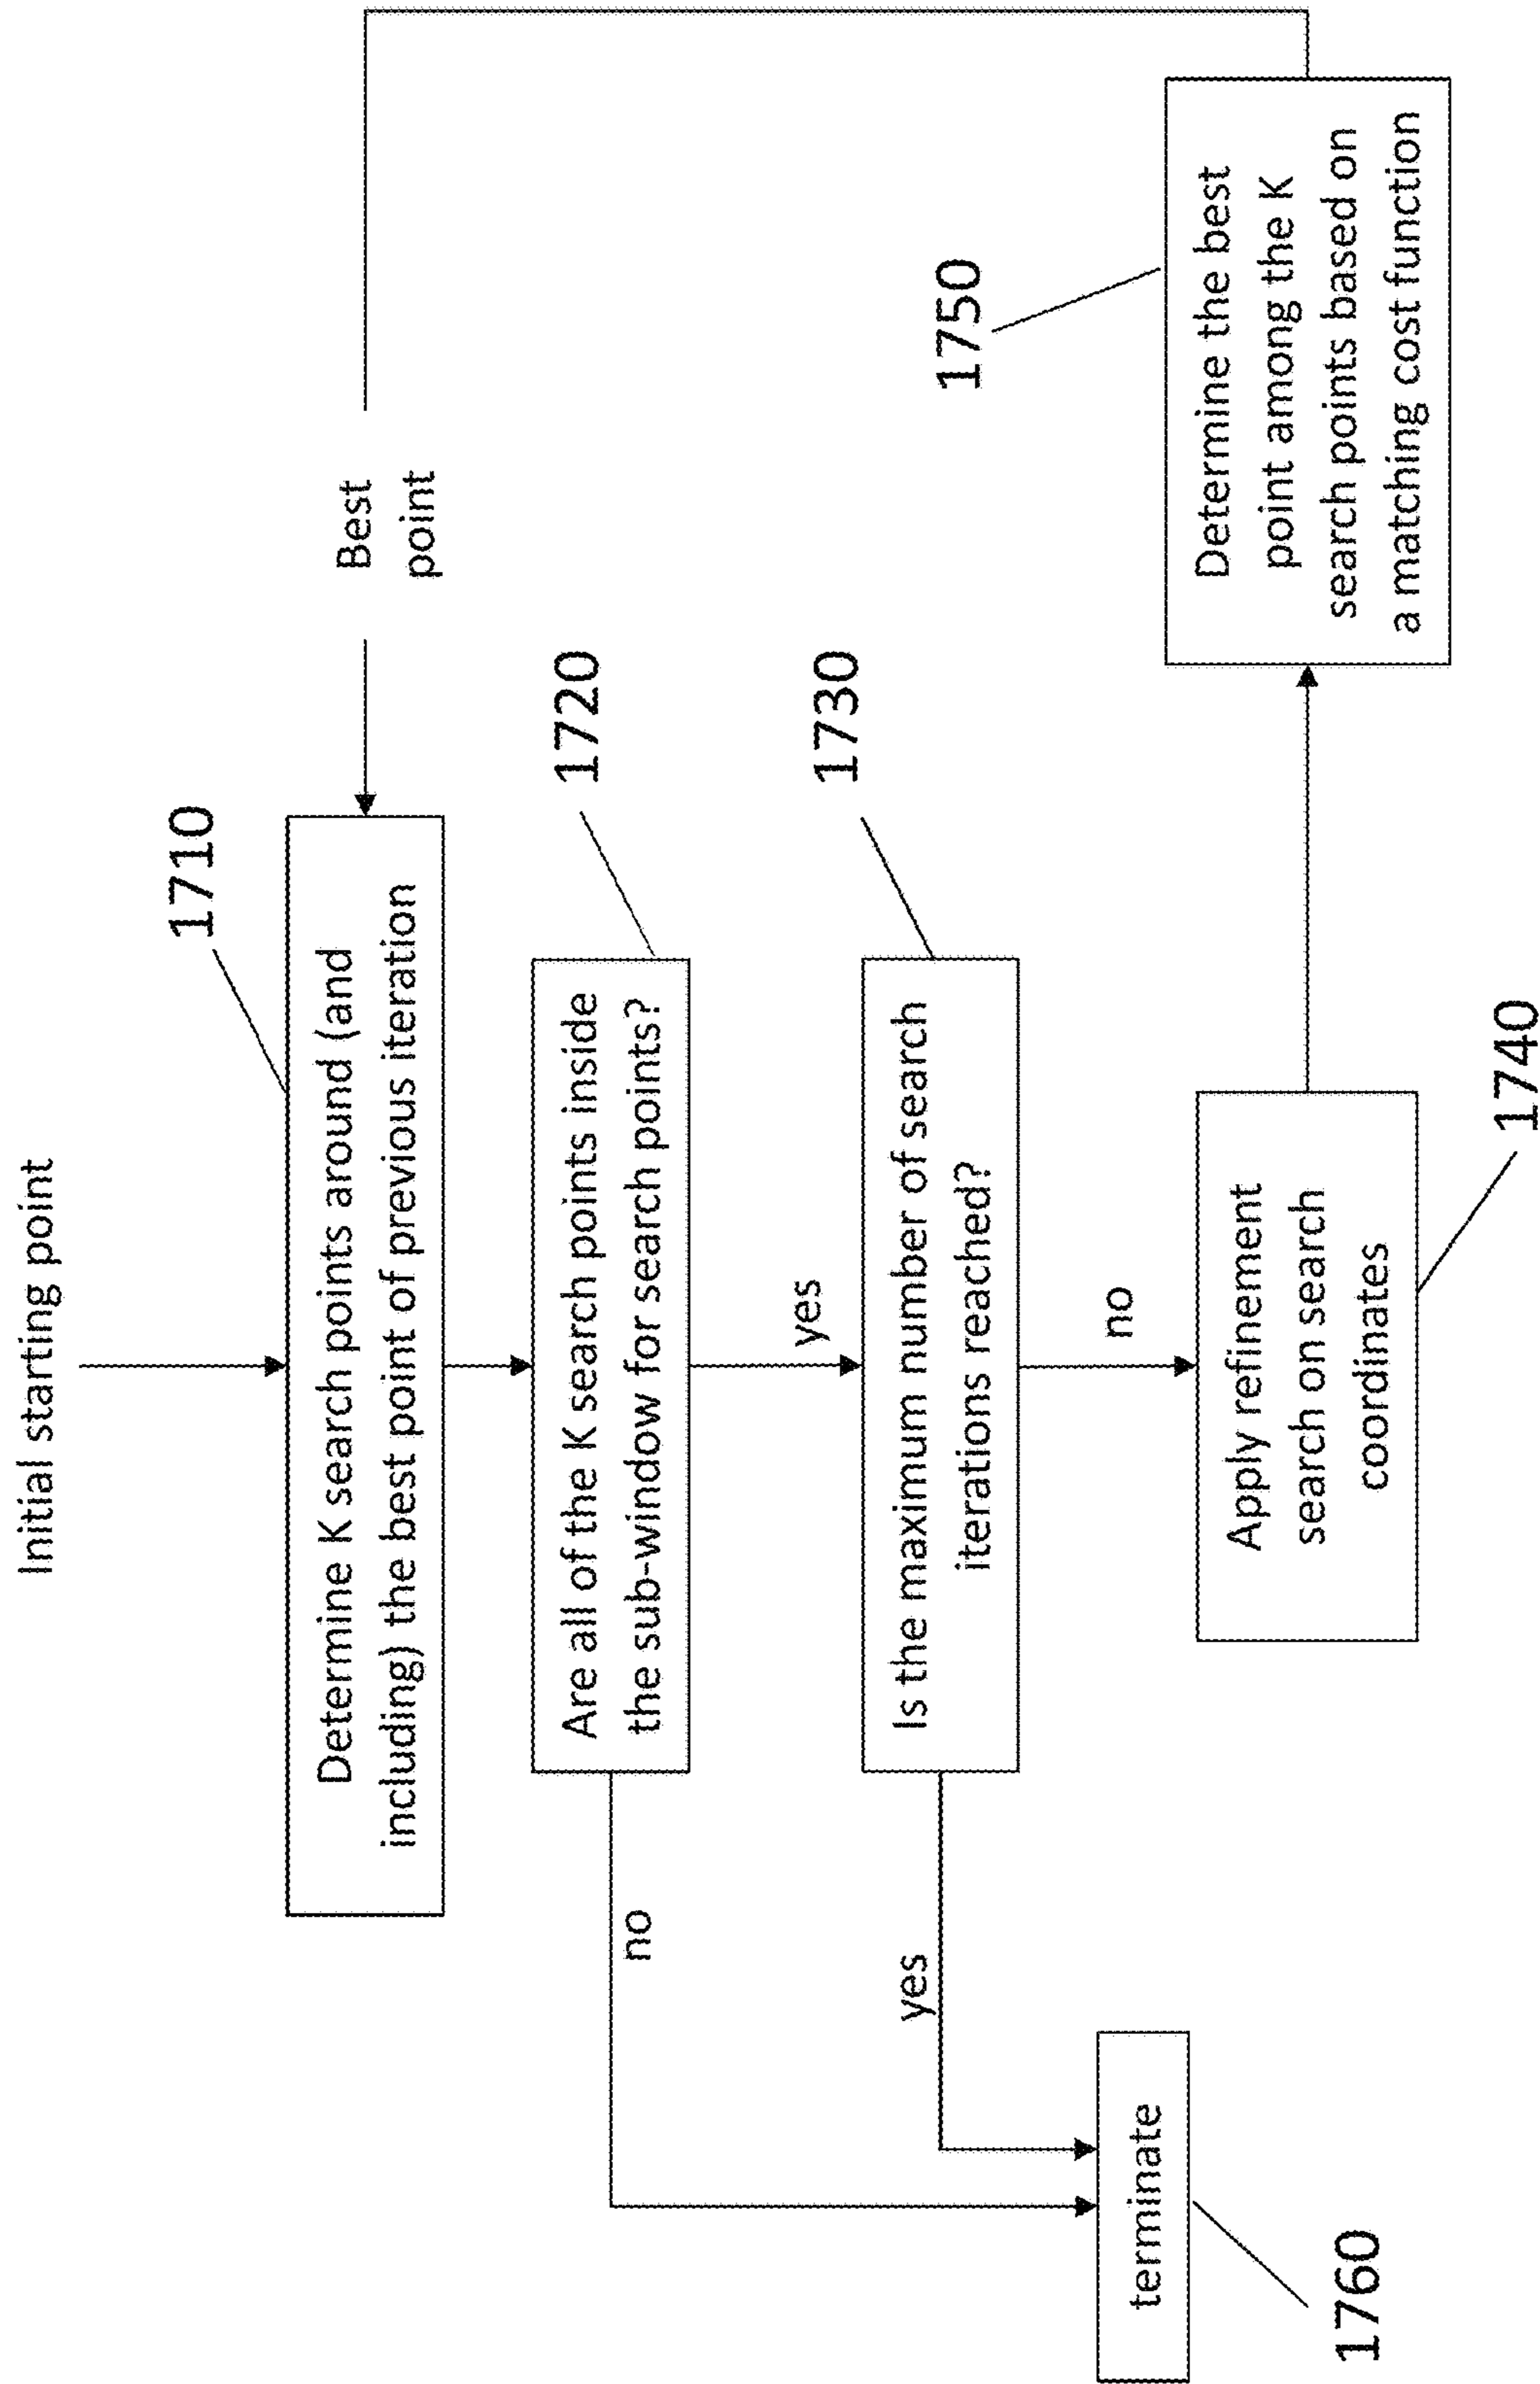 Initial starting point
1710
Determine K search points around (and
including) the best point of previous iteration
Best
point
1720
Are all of the K search points inside
the sub-window for search points?
no
yes
1730
Is the maximum number of search
iterations reached?
yes
no
1740
Apply refinement
search on search
coordinates
1750
Determine the best
point among the K
search points based on
a matching cost function
terminate
1760